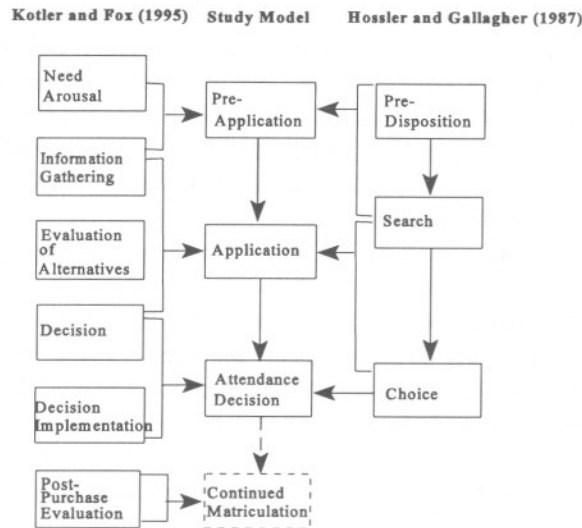 Kotler and Fox (1995) Study Model Hossler and Gallagher (1987)
Need
Arousal
Information
Gathering
Evaluation
of
Alternatives
Decision
Decision
Implementation
Post-
Purchase
Evaluation
Pre-
Application
Application
Attendance
Decision
Continued
Matriculation
Pre-
Disposition
Search
Choice